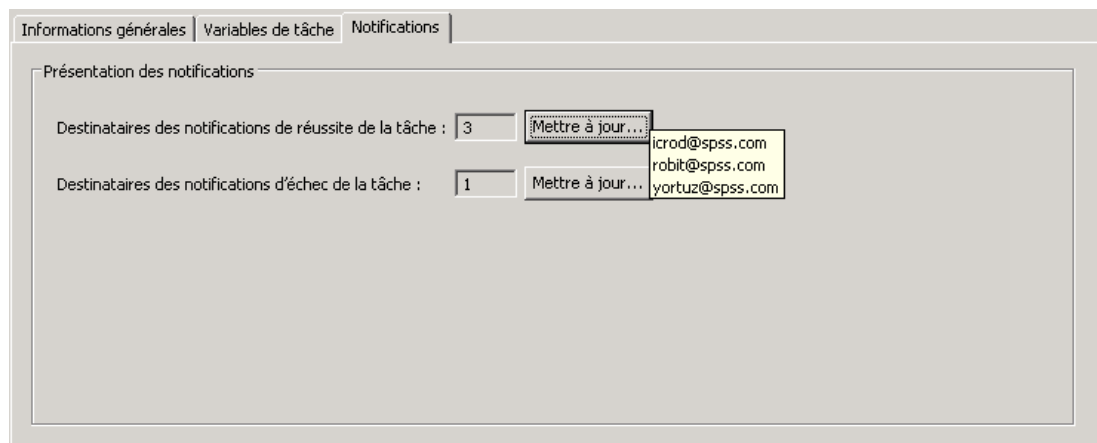 Informations générales Variables de tâche Notifications
Présentation des notifications
Destinataires des notifications de réussite de la tâche : 3 Mettre à jour...
icrod@spss.com
robit@spss.com
yortuz@spss.com
Destinataires des notifications d'échec de la tâche : 1 Mettre à jour...